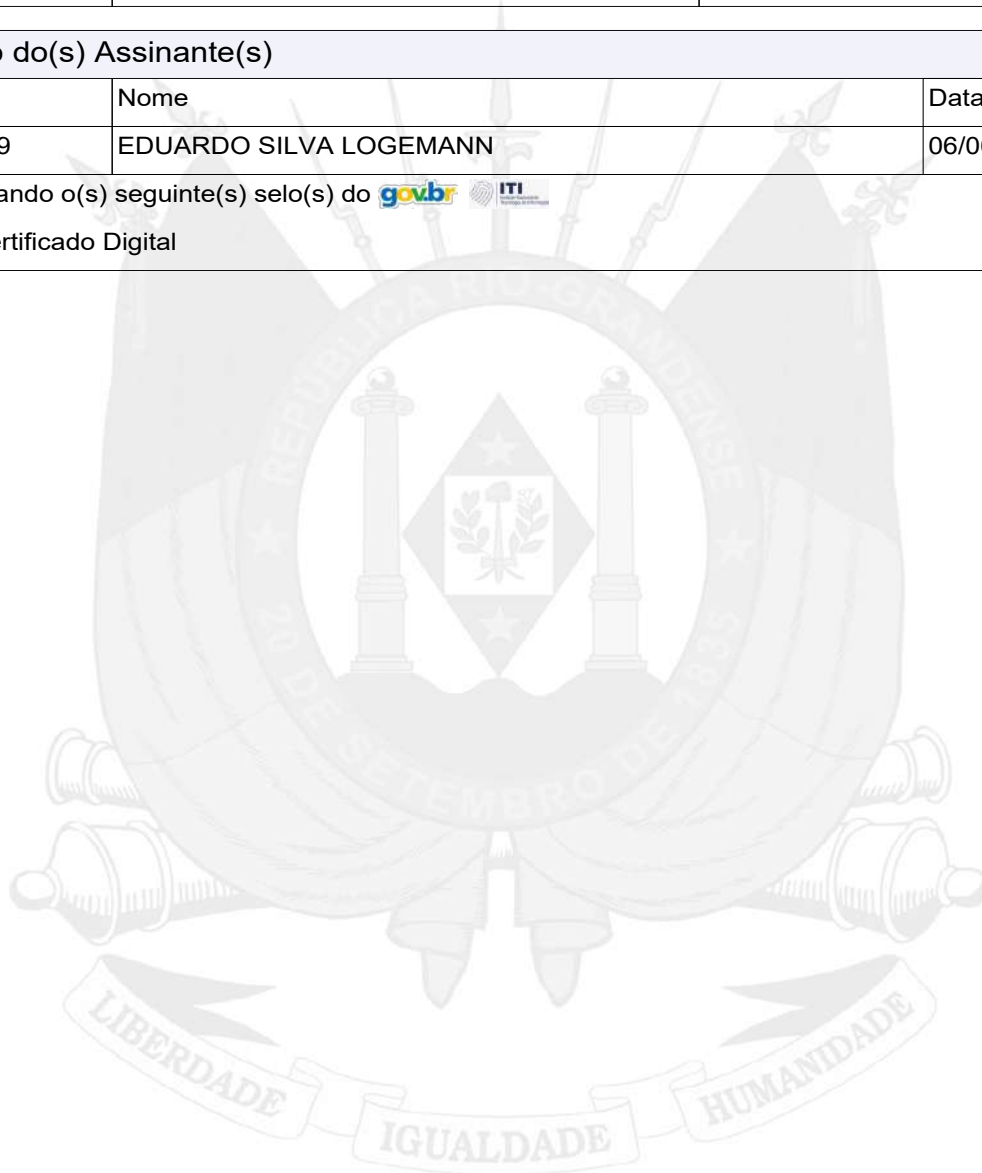 o do(s) Assinante(s)
Nome Data
9 EDUARDO SILVA LOGEMANN 06/0
ando o(s) seguinte(s) selo(s) do gov.br ITI
ertificado Digital
REPÚBLICA RIO-GRANDENSE
20 DE SETEMBRO DE 1835
LIBERDADE IGUALDADE HUMANIDADE